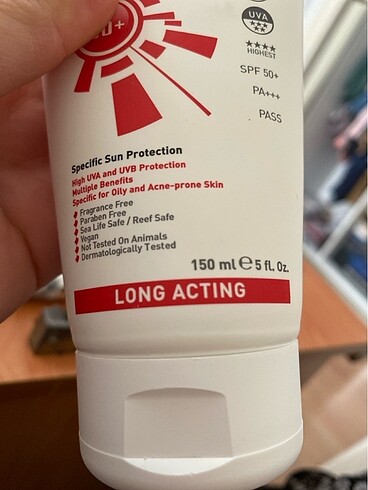 0+
UVA
★★★★
HIGHEST
SPF 50+
PA+++
PASS
Specific Sun Protection
High UVA and UVB Protection
Multiple Benefits
Specific for Oily and Acne-prone Skin
Fragrance Free
Paraben Free
Sea Life Safe / Reef Safe
Vegan
Not Tested On Animals
Dermatologically Tested
150 ml ℮ 5 fl. Oz.
LONG ACTING